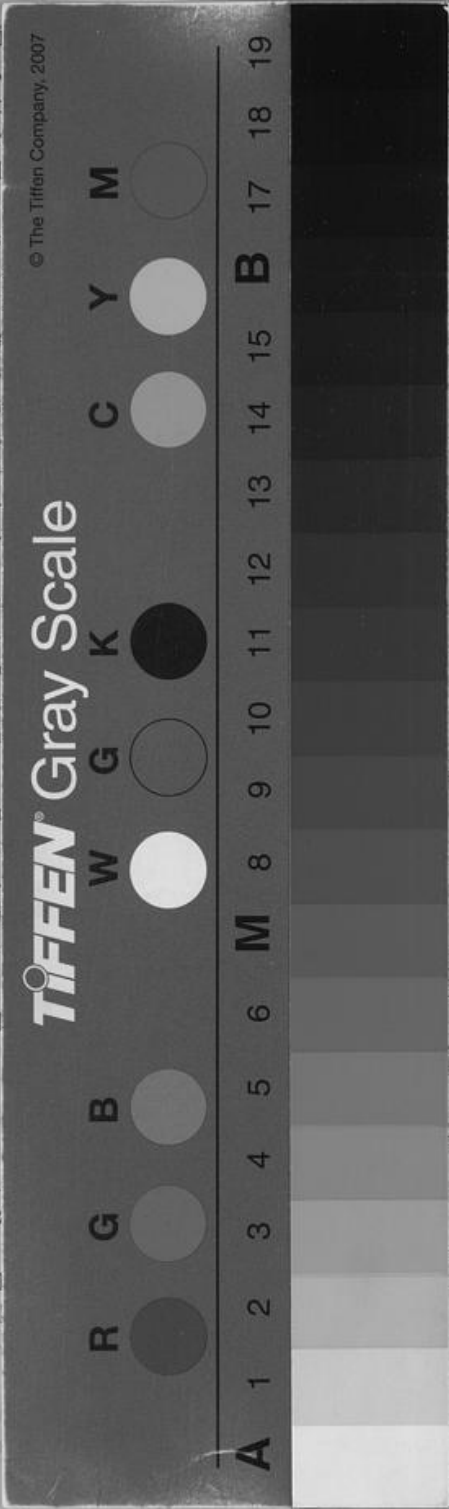 TIFFEN® Gray Scale
© The Tiffen Company, 2007
R G B W G K C Y M
A 1 2 3 4 5 6 M 8 9 10 11 12 13 14 15 B 17 18 19